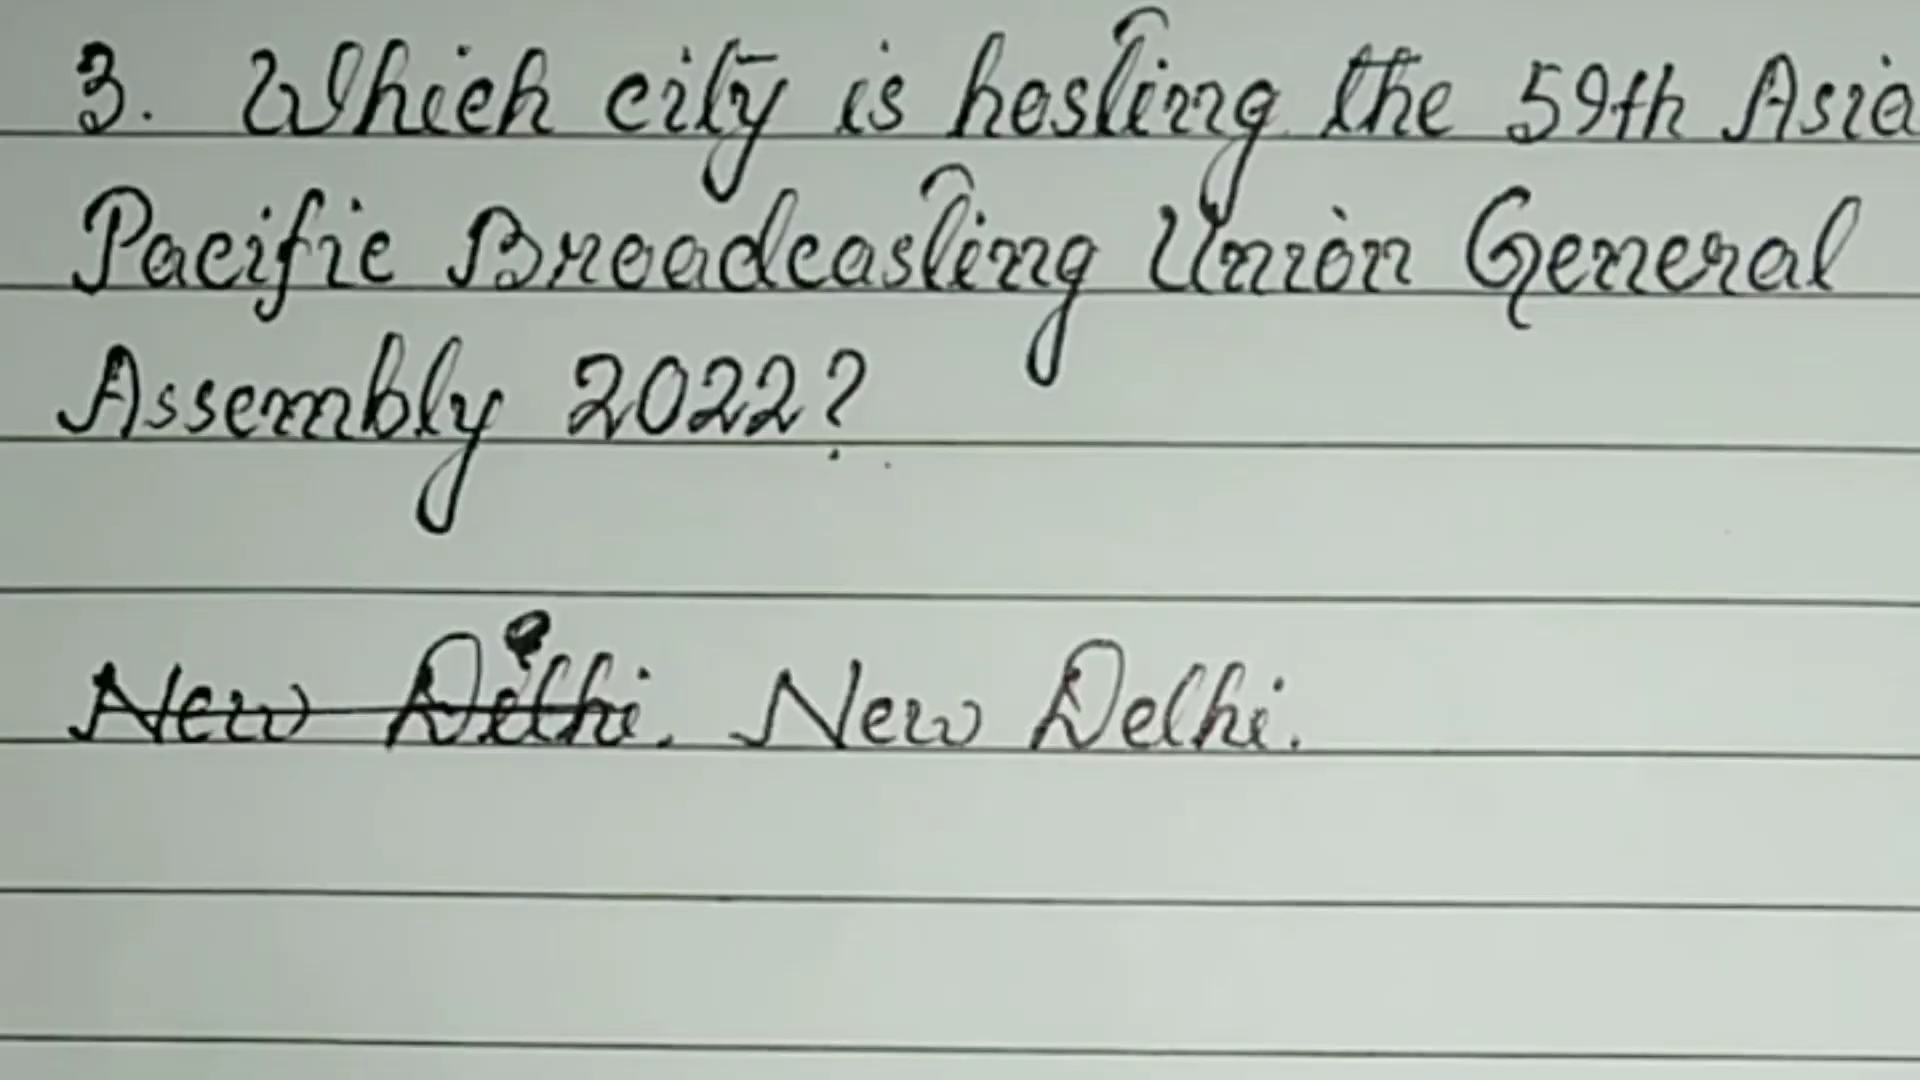 3. Which city is hosting the 59th Asia
Pacific Broadcasting Union General
Assembly 2022?
New Delhi. New Delhi.